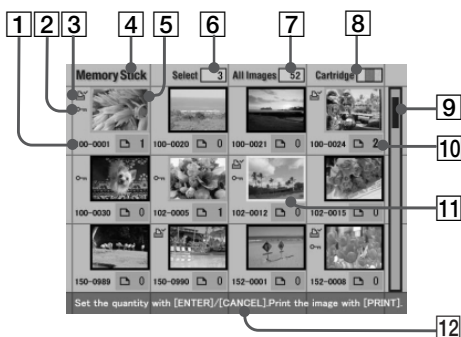 1 2 3 4 5 6 7 8
Memory Stick Select 3 All Images 52 Cartridge
9
100-0001 1 100-0020 0 100-0021 0 100-0024 2
10
100-0030 0 102-0005 1 102-0012 0 102-0015 0
11
150-0989 0 150-0990 0 152-0001 0 152-0008 0
Set the quantity with [ENTER]/[CANCEL].Print the image with [PRINT].
12